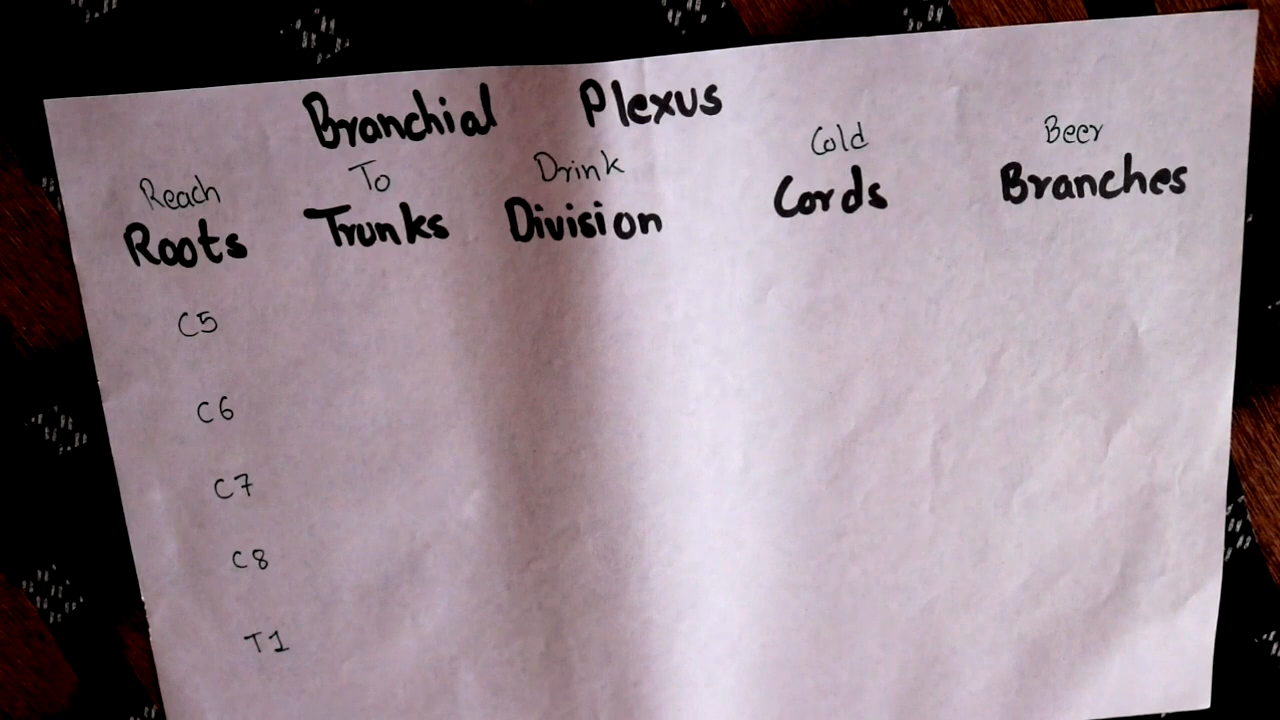 Branchial Plexus
Reach To Drink Cold Beer
Roots Trunks Division Cords Branches
C5
C6
C7
C8
T1